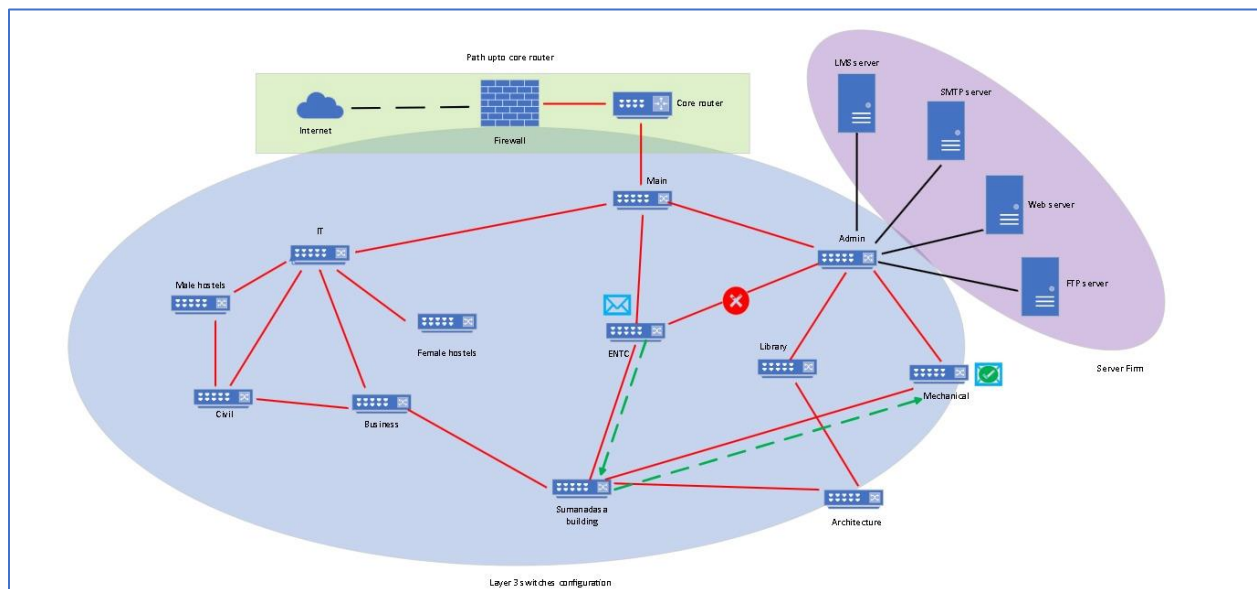 Path upto core router
LMS server
SMTP server
Internet
Firewall
Core router
Main
Web server
IT
Admin
Male hostels
FTP server
Female hostels
ENTC
Library
Server Firm
Mechanical
Civil
Business
Sumanadasa
building
Architecture
Layer 3 switches configuration